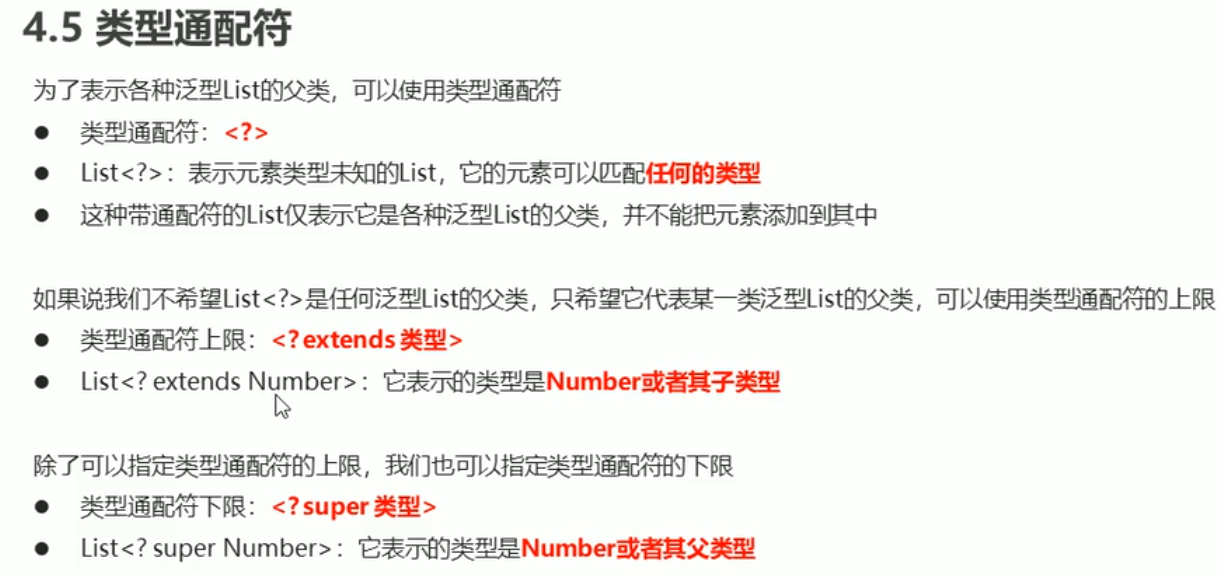 4.5 类型通配符
为了表示各种泛型List的父类，可以使用类型通配符
● 类型通配符：<?>
● List<?>：表示元素类型未知的List，它的元素可以匹配任何的类型
● 这种带通配符的List仅表示它是各种泛型List的父类，并不能把元素添加到其中
如果说我们不希望List<?>是任何泛型List的父类，只希望它代表某一类泛型List的父类，可以使用类型通配符的上限
● 类型通配符上限：<? extends 类型>
● List<? extends Number>：它表示的类型是Number或者其子类型
除了可以指定类型通配符的上限，我们也可以指定类型通配符的下限
● 类型通配符下限：<? super 类型>
● List<? super Number>：它表示的类型是Number或者其父类型